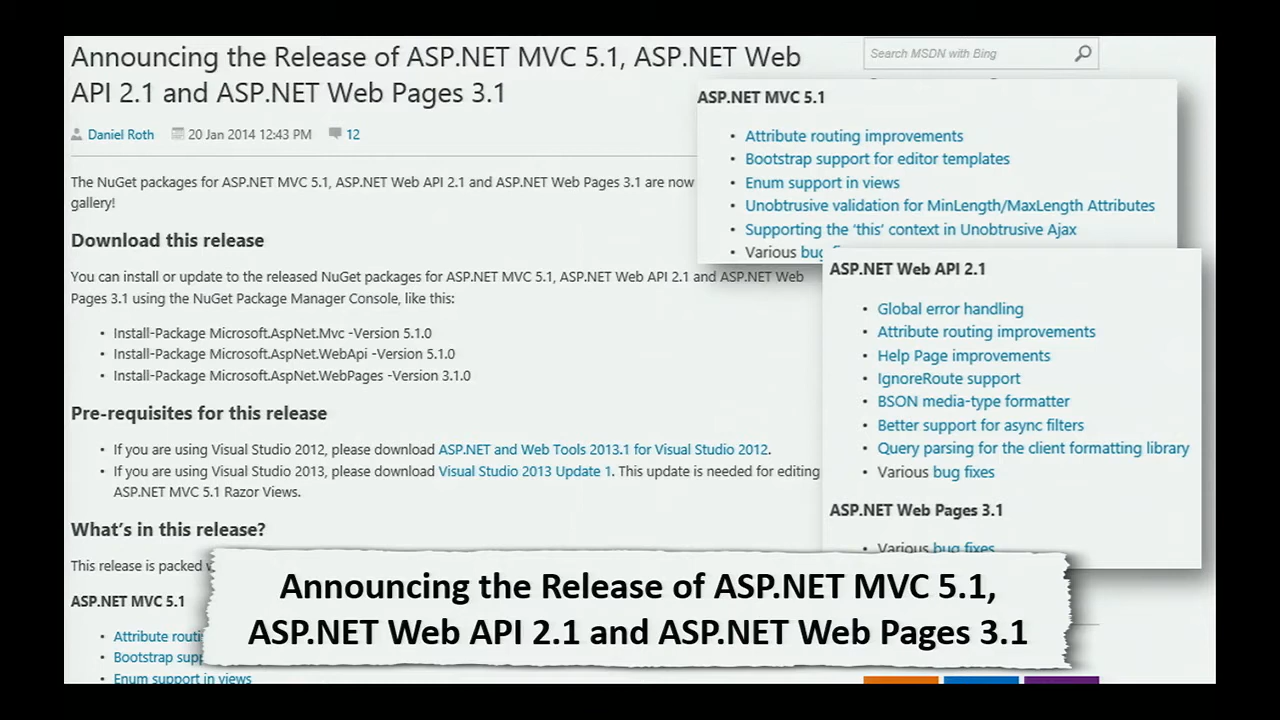 Announcing the Release of ASP.NET MVC 5.1, ASP.NET Web
API 2.1 and ASP.NET Web Pages 3.1
Daniel Roth 20 Jan 2014 12:43 PM 12
The NuGet packages for ASP.NET MVC 5.1, ASP.NET Web API 2.1 and ASP.NET Web Pages 3.1 are now
gallery!
Download this release
You can install or update to the released NuGet packages for ASP.NET MVC 5.1, ASP.NET Web API 2.1 and ASP.NET Web
Pages 3.1 using the NuGet Package Manager Console, like this:
• Install-Package Microsoft.AspNet.Mvc -Version 5.1.0
• Install-Package Microsoft.AspNet.WebApi -Version 5.1.0
• Install-Package Microsoft.AspNet.WebPages -Version 3.1.0
Pre-requisites for this release
• If you are using Visual Studio 2012, please download ASP.NET and Web Tools 2013.1 for Visual Studio 2012.
• If you are using Visual Studio 2013, please download Visual Studio 2013 Update 1. This update is needed for editing
ASP.NET MVC 5.1 Razor Views.
What's in this release?
This release is packed
ASP.NET MVC 5.1
• Attribute routi
• Bootstrap supp
• Enum support in views
Search MSDN with Bing
ASP.NET MVC 5.1
• Attribute routing improvements
• Bootstrap support for editor templates
• Enum support in views
• Unobtrusive validation for MinLength/MaxLength Attributes
• Supporting the ‘this’ context in Unobtrusive Ajax
• Various bug
ASP.NET Web API 2.1
• Global error handling
• Attribute routing improvements
• Help Page improvements
• IgnoreRoute support
• BSON media-type formatter
• Better support for async filters
• Query parsing for the client formatting library
• Various bug fixes
ASP.NET Web Pages 3.1
• Various bug fixes
Announcing the Release of ASP.NET MVC 5.1,
ASP.NET Web API 2.1 and ASP.NET Web Pages 3.1